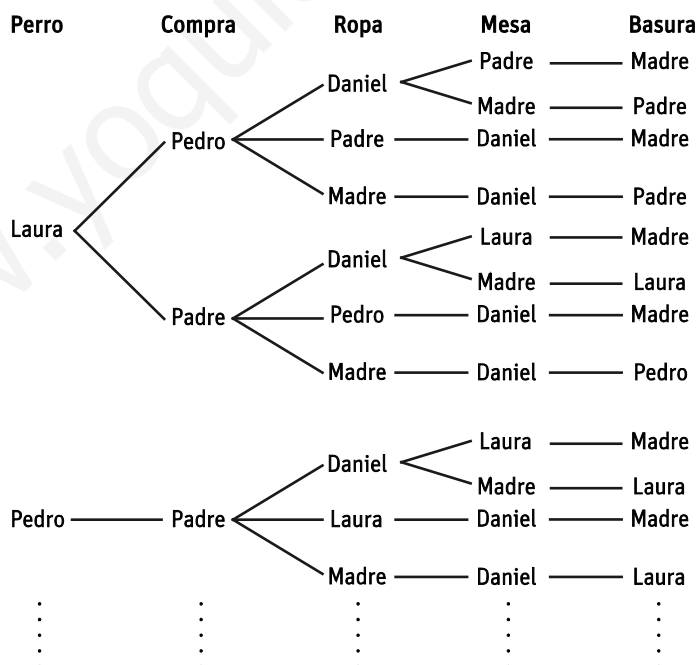 Perro Compra Ropa Mesa Basura
Padre Madre
Daniel
Madre Padre
Pedro Padre Daniel Madre
Madre Daniel Padre
Laura
Laura Madre
Daniel
Madre Laura
Padre Pedro Daniel Madre
Madre Daniel Pedro
Laura Madre
Daniel
Madre Laura
Pedro Padre Laura Daniel Madre
Madre Daniel Laura